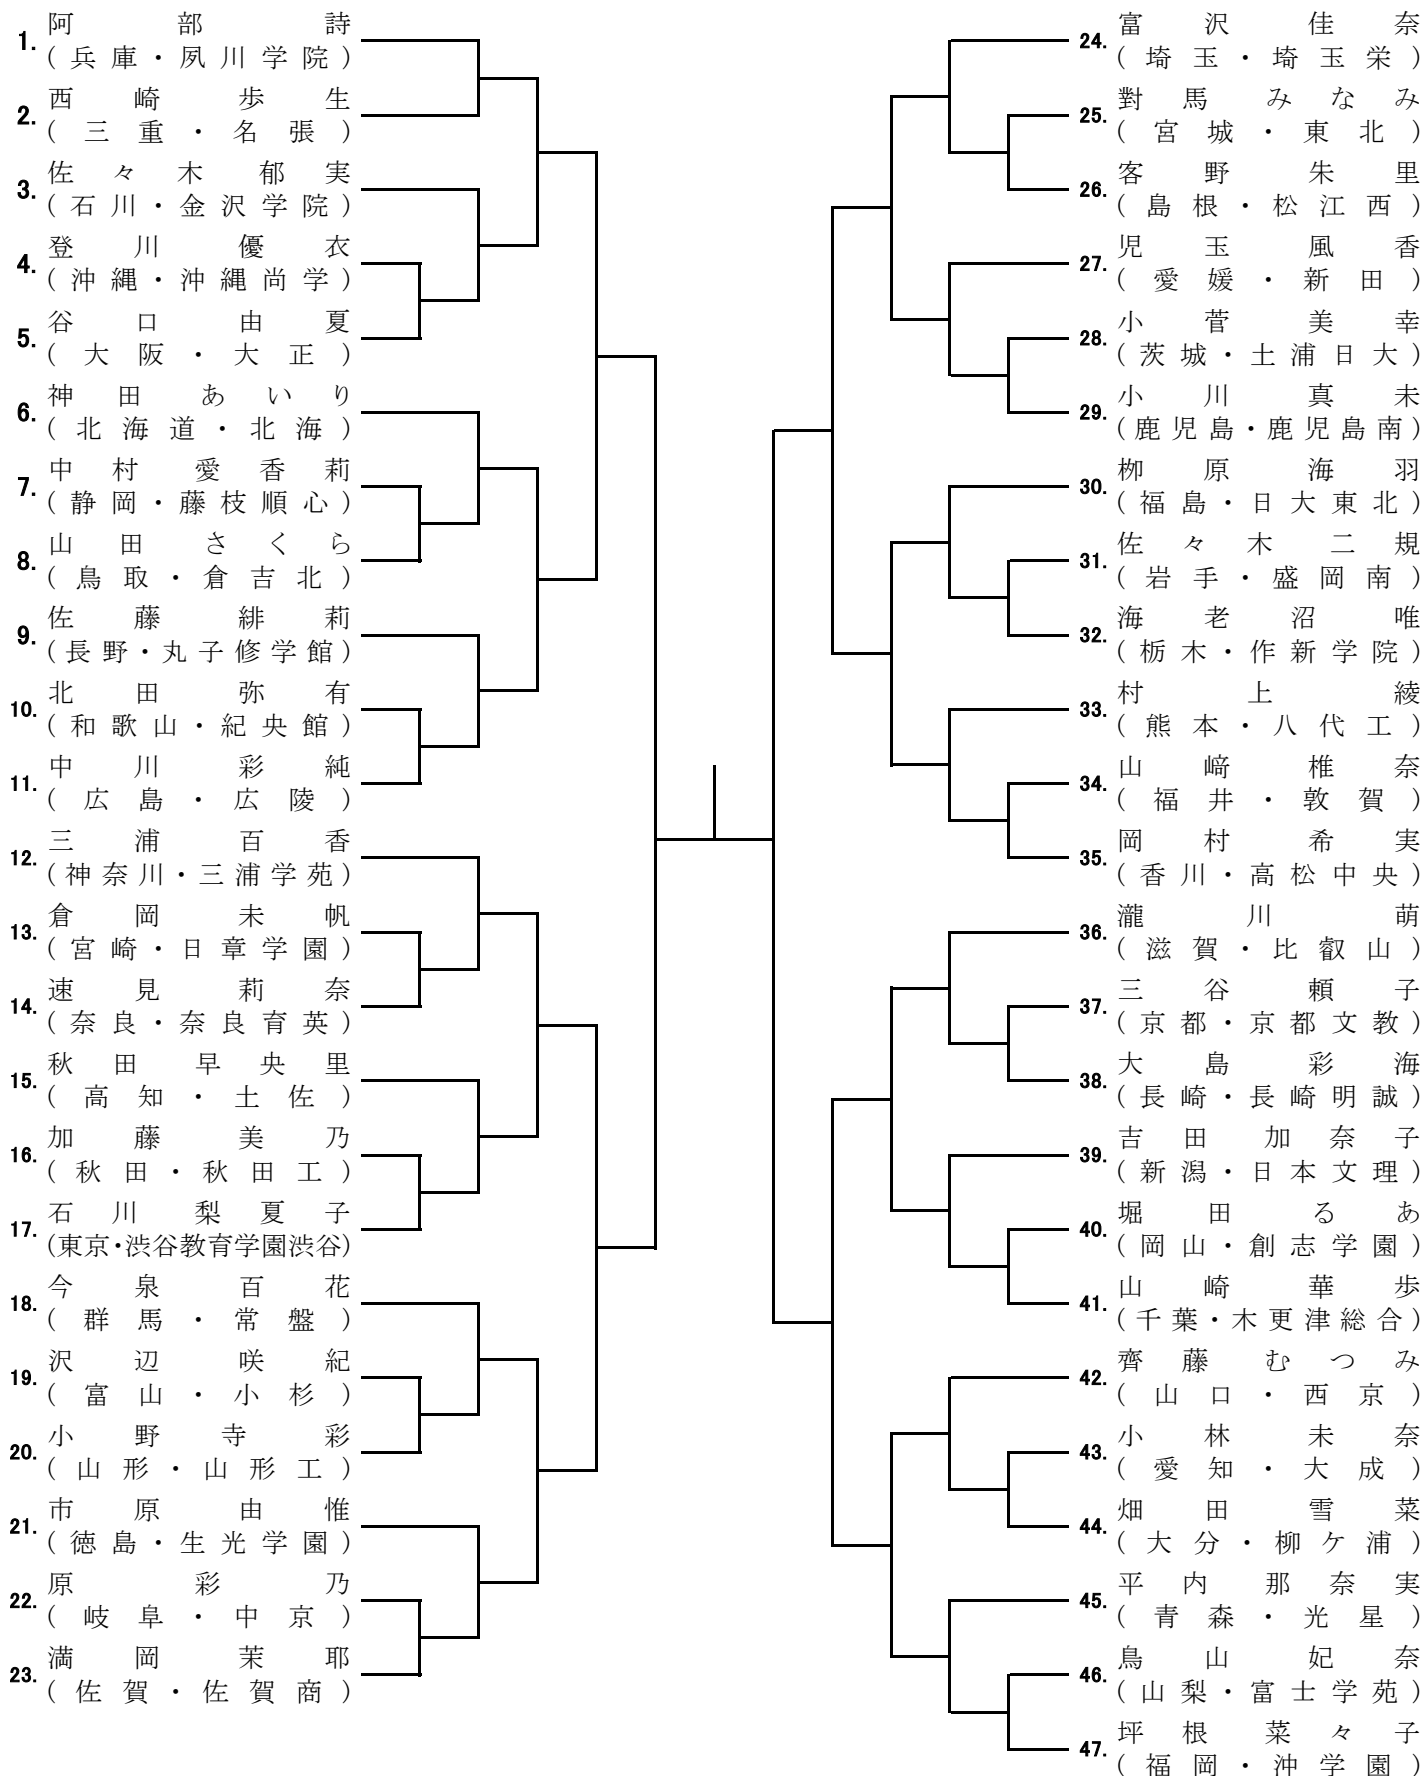 1. 阿部詩
(兵庫・夙川学院)
2. 西崎歩生
(三重・名張)
3. 佐々木郁実
(石川・金沢学院)
4. 登川優衣
(沖縄・沖縄尚学)
5. 谷口由夏
(大阪・大正)
6. 神田あいり
(北海道・北海)
7. 中村愛香莉
(静岡・藤枝順心)
8. 山田さくら
(鳥取・倉吉北)
9. 佐藤緋莉
(長野・丸子修学館)
10. 北田弥有
(和歌山・紀央館)
11. 中川彩純
(広島・広陵)
12. 三浦百香
(神奈川・三浦学苑)
13. 倉岡未帆
(宮崎・日章学園)
14. 速見莉奈
(奈良・奈良育英)
15. 秋田早央里
(高知・土佐)
16. 加藤美乃
(秋田・秋田工)
17. 石川梨夏子
(東京・渋谷教育学園渋谷)
18. 今泉百花
(群馬・常盤)
19. 沢辺咲紀
(富山・小杉)
20. 小野寺彩
(山形・山形工)
21. 市原由惟
(徳島・生光学園)
22. 原彩乃
(岐阜・中京)
23. 満岡茉耶
(佐賀・佐賀商)
24. 富沢佳奈
(埼玉・埼玉栄)
25. 對馬みなみ
(宮城・東北)
26. 客野朱里
(島根・松江西)
27. 児玉風香
(愛媛・新田)
28. 小菅美幸
(茨城・土浦日大)
29. 小川真未
(鹿児島・鹿児島南)
30. 栁原海羽
(福島・日大東北)
31. 佐々木二規
(岩手・盛岡南)
32. 海老沼唯
(栃木・作新学院)
33. 村上綾
(熊本・八代工)
34. 山﨑椎奈
(福井・敦賀)
35. 岡村希実
(香川・高松中央)
36. 瀧川萌
(滋賀・比叡山)
37. 三谷頼子
(京都・京都文教)
38. 大島彩海
(長崎・長崎明誠)
39. 吉田加奈子
(新潟・日本文理)
40. 堀田るあ
(岡山・創志学園)
41. 山崎華歩
(千葉・木更津総合)
42. 齊藤むつみ
(山口・西京)
43. 小林未奈
(愛知・大成)
44. 畑田雪菜
(大分・柳ケ浦)
45. 平内那奈実
(青森・光星)
46. 鳥山妃奈
(山梨・富士学苑)
47. 坪根菜々子
(福岡・沖学園)